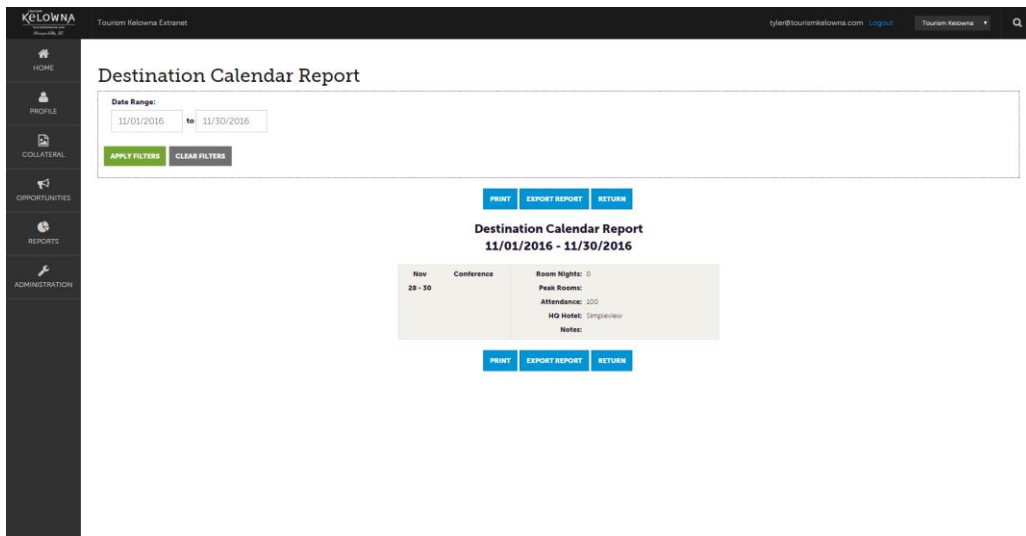 KELOWNA
Tourism Kelowna Extranet
tyler@tourismkelowna.com Logout
Tourism Kelowna
HOME
PROFILE
COLLATERAL
OPPORTUNITIES
REPORTS
ADMINISTRATION
Destination Calendar Report
Date Range:
11/01/2016 to 11/30/2016
APPLY FILTERS CLEAR FILTERS
PRINT EXPORT REPORT RETURN
Destination Calendar Report
11/01/2016 - 11/30/2016
Nov Conference Room Nights: 0
28 - 30 Peak Rooms:
Attendance: 100
HQ Hotel: Simpleview
Notes:
PRINT EXPORT REPORT RETURN